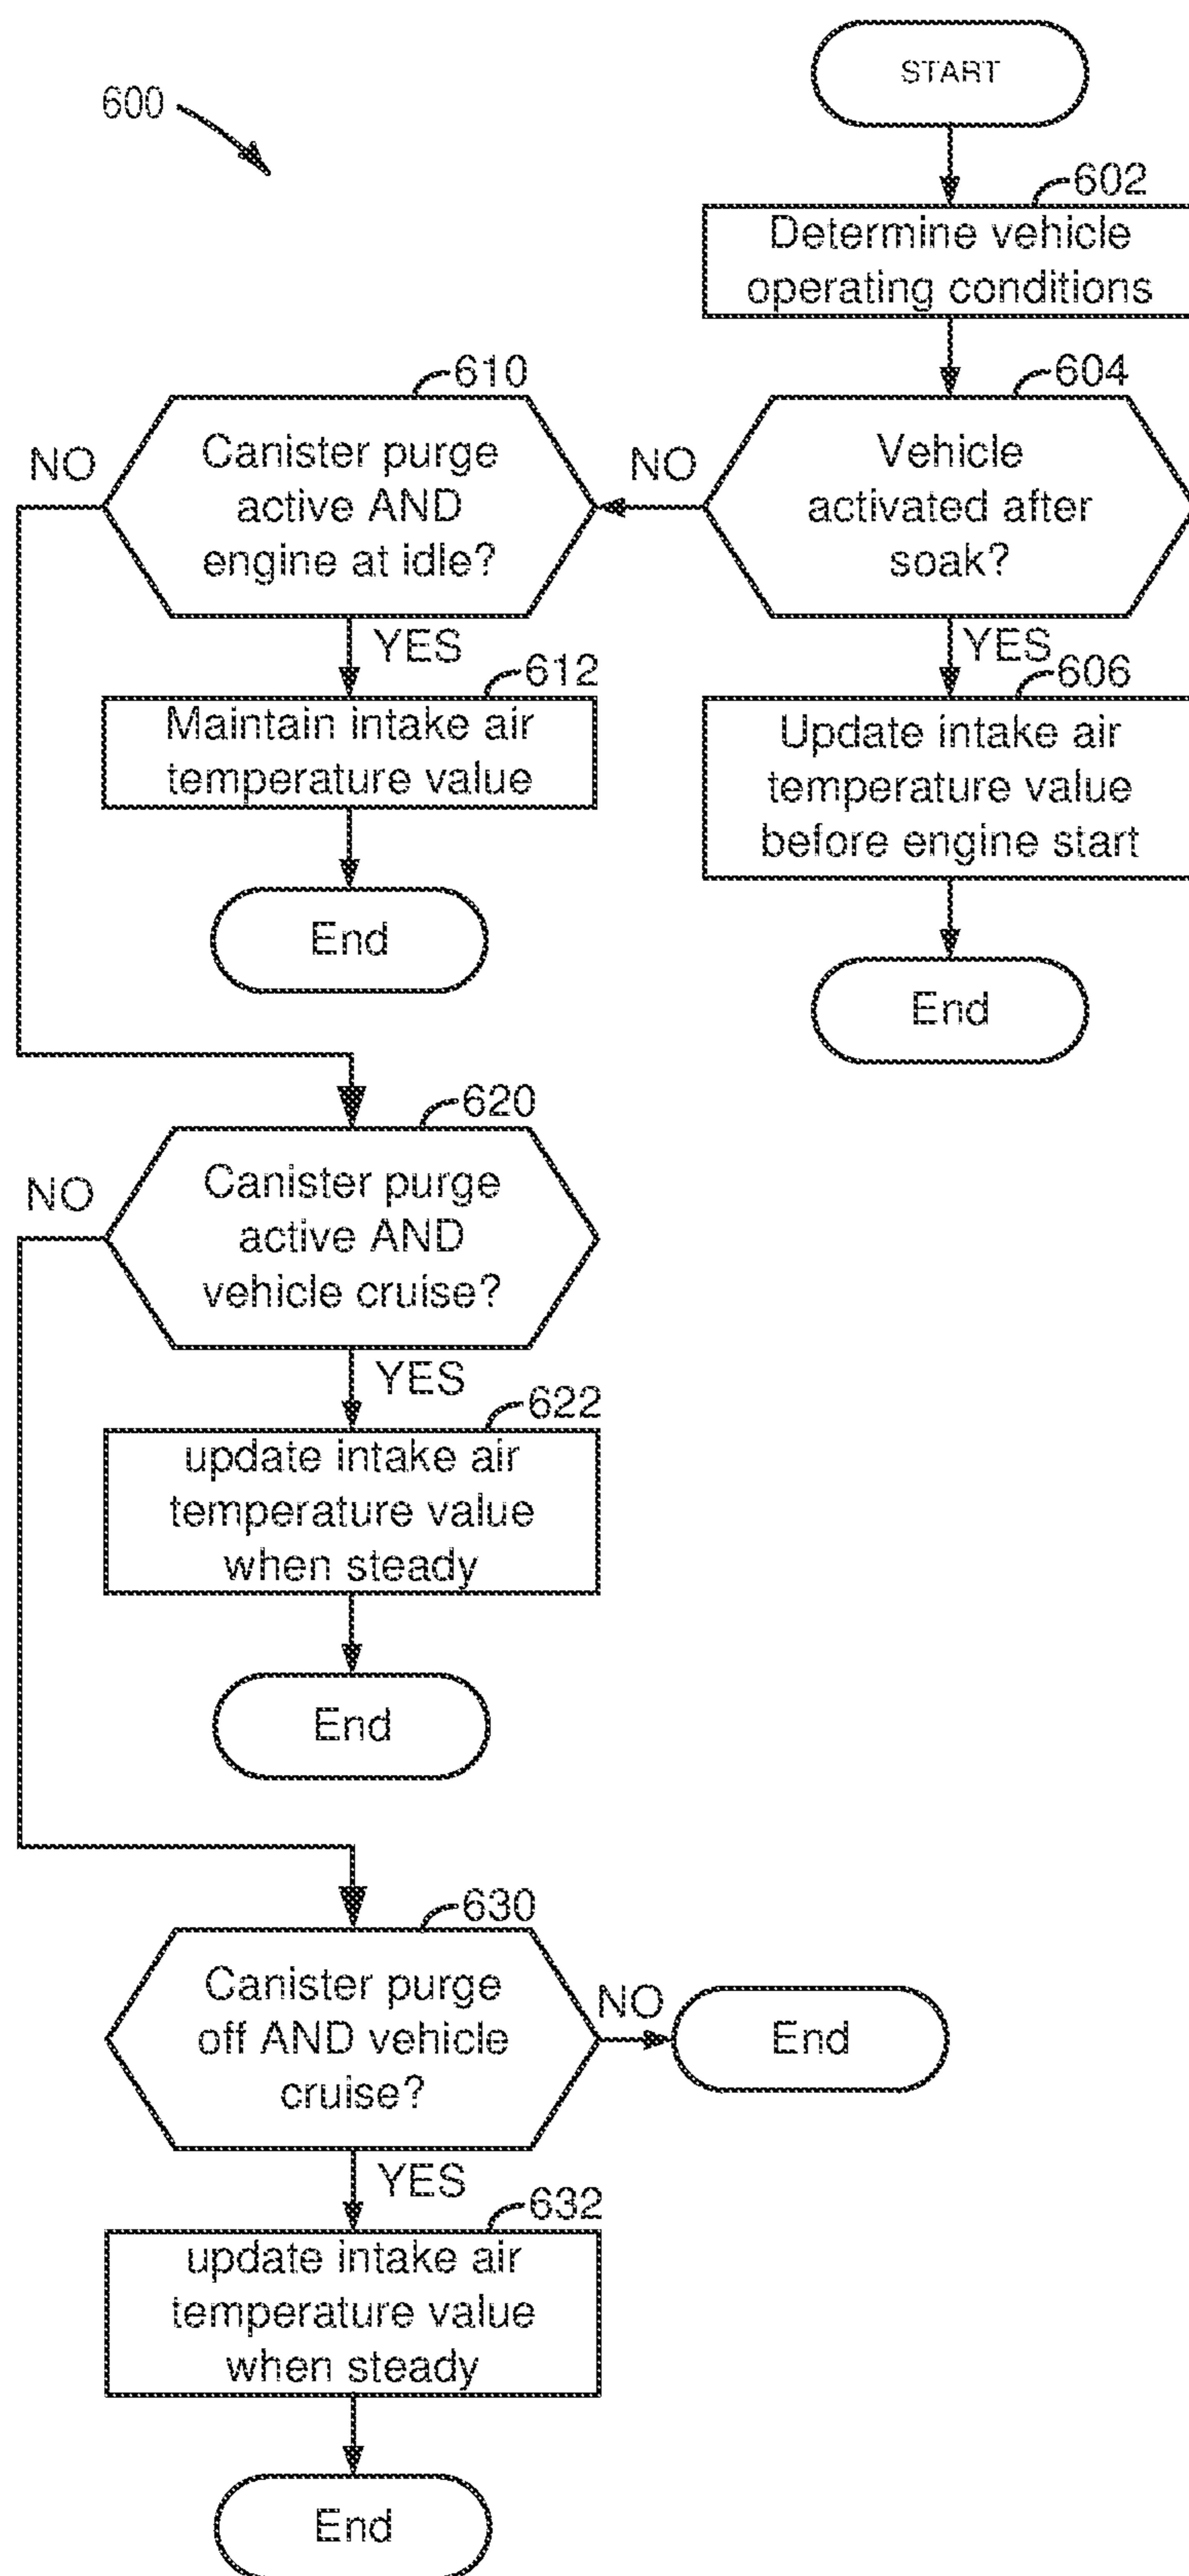 600
START
602
Determine vehicle
operating conditions
604
Vehicle
activated after
soak?
NO
YES
606
Update intake air
temperature value
before engine start
End
610
Canister purge
active AND
engine at idle?
NO
YES
612
Maintain intake air
temperature value
End
620
Canister purge
active AND
vehicle cruise?
NO
YES
622
update intake air
temperature value
when steady
End
630
Canister purge
off AND vehicle
cruise?
NO
End
YES
632
update intake air
temperature value
when steady
End